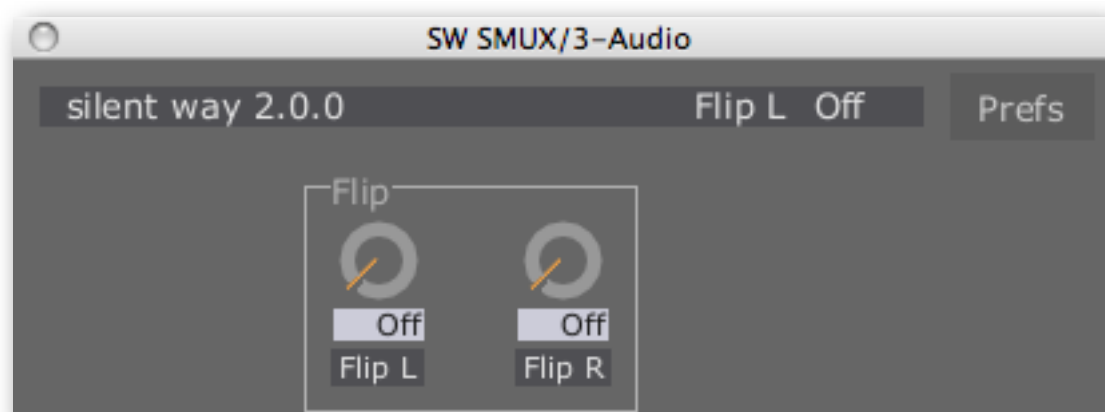 SW SMUX/3-Audio
silent way 2.0.0 Flip L Off Prefs
Flip
Off Off
Flip L Flip R